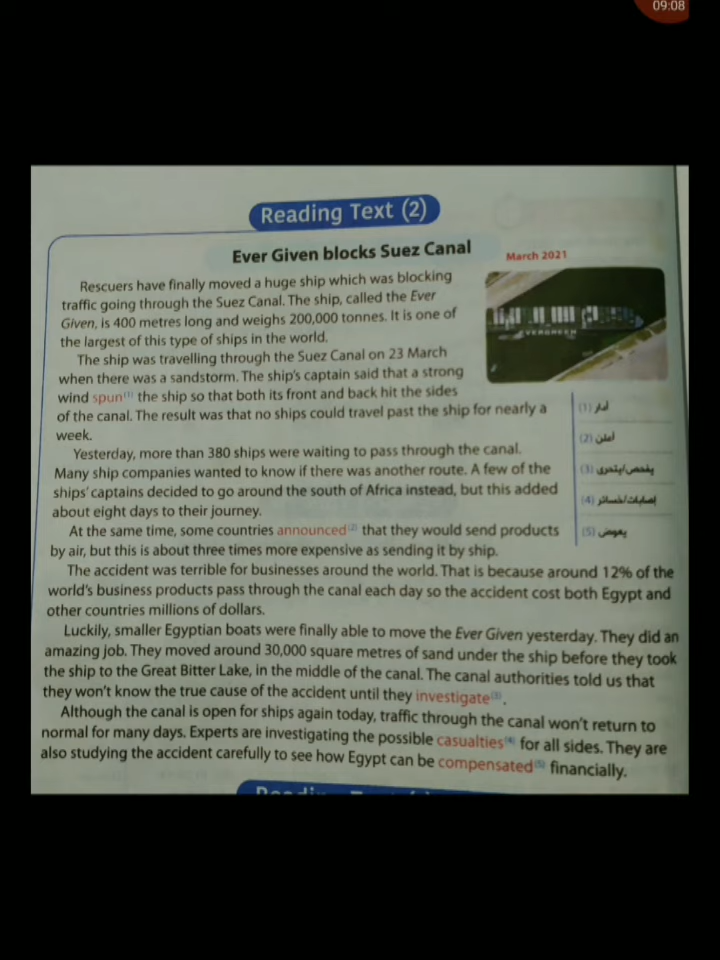 09:08
Reading Text (2)
Ever Given blocks Suez Canal
March 2021
Rescuers have finally moved a huge ship which was blocking
traffic going through the Suez Canal. The ship, called the Ever
Given, is 400 metres long and weighs 200,000 tonnes. It is one of
the largest of this type of ships in the world.
EVERGREEN
The ship was travelling through the Suez Canal on 23 March
when there was a sandstorm. The ship's captain said that a strong
wind spun(1) the ship so that both its front and back hit the sides
of the canal. The result was that no ships could travel past the ship for nearly a
week.
Yesterday, more than 380 ships were waiting to pass through the canal.
Many ship companies wanted to know if there was another route. A few of the
ships' captains decided to go around the south of Africa instead, but this added
about eight days to their journey.
At the same time, some countries announced(2) that they would send products
by air, but this is about three times more expensive as sending it by ship.
(1) أدار
(2) أعلن
(3) يفحص/يتحرى
(4) إصابات/خسائر
(5) يعوض
The accident was terrible for businesses around the world. That is because around 12% of the
world's business products pass through the canal each day so the accident cost both Egypt and
other countries millions of dollars.
Luckily, smaller Egyptian boats were finally able to move the Ever Given yesterday. They did an
amazing job. They moved around 30,000 square metres of sand under the ship before they took
the ship to the Great Bitter Lake, in the middle of the canal. The canal authorities told us that
they won't know the true cause of the accident until they investigate(3).
Although the canal is open for ships again today, traffic through the canal won't return to
normal for many days. Experts are investigating the possible casualties(4) for all sides. They are
also studying the accident carefully to see how Egypt can be compensated(5) financially.